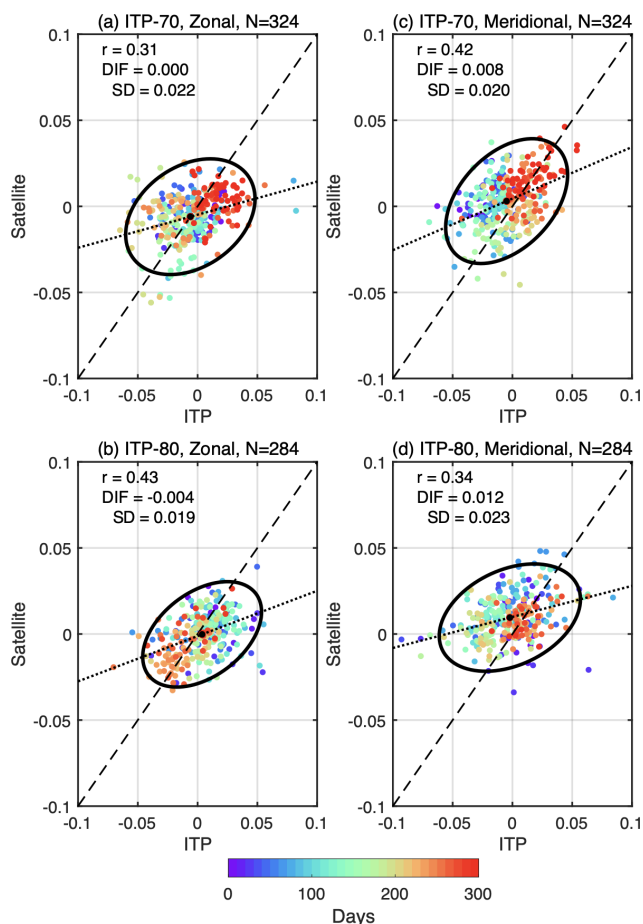 (a) ITP-70, Zonal, N=324
r = 0.31
DIF = 0.000
SD = 0.022
0.1
0.05
0
-0.05
-0.1
Satellite
-0.1 -0.05 0 0.05 0.1
ITP
(c) ITP-70, Meridional, N=324
r = 0.42
DIF = 0.008
SD = 0.020
0.1
0.05
0
-0.05
-0.1
Satellite
-0.1 -0.05 0 0.05 0.1
ITP
(b) ITP-80, Zonal, N=284
r = 0.43
DIF = -0.004
SD = 0.019
0.1
0.05
0
-0.05
-0.1
Satellite
-0.1 -0.05 0 0.05 0.1
ITP
(d) ITP-80, Meridional, N=284
r = 0.34
DIF = 0.012
SD = 0.023
0.1
0.05
0
-0.05
-0.1
Satellite
-0.1 -0.05 0 0.05 0.1
ITP
0 100 200 300
Days